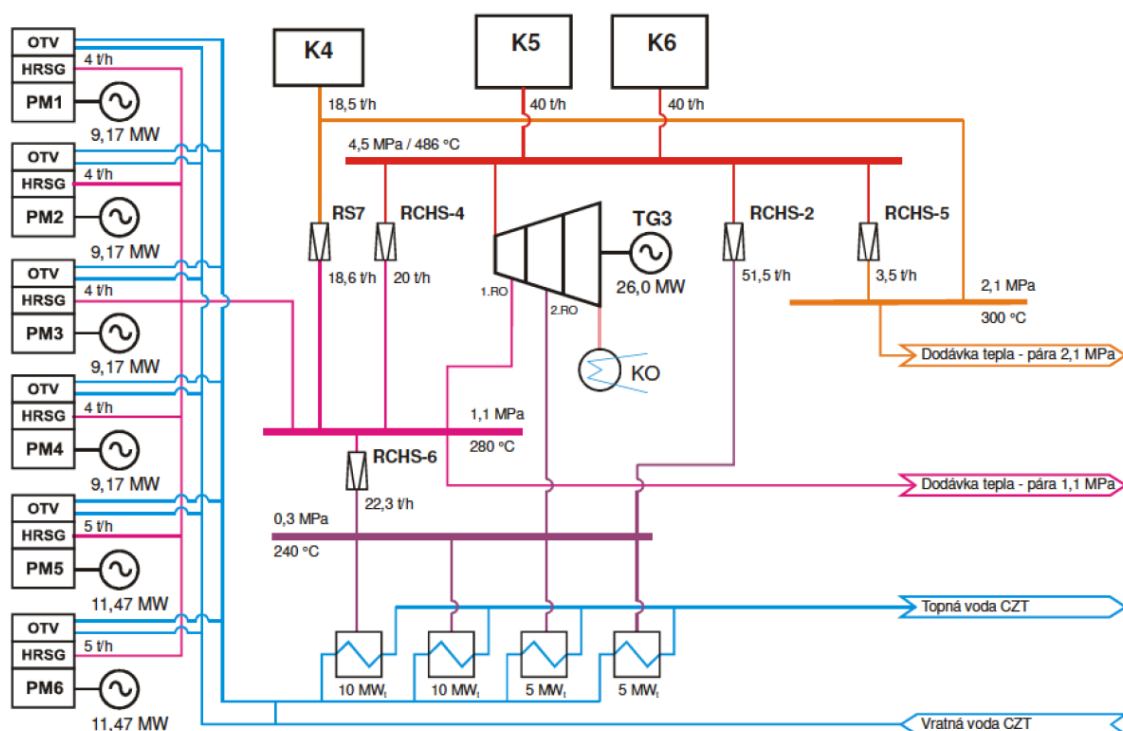 OTV
HRSG
PM1
4 t/h
9,17 MW
OTV
HRSG
PM2
4 t/h
9,17 MW
OTV
HRSG
PM3
4 t/h
9,17 MW
OTV
HRSG
PM4
4 t/h
9,17 MW
OTV
HRSG
PM5
5 t/h
11,47 MW
OTV
HRSG
PM6
5 t/h
11,47 MW
K4
K5
K6
18,5 t/h
40 t/h
40 t/h
4,5 MPa / 486 °C
RS7
RCHS-4
TG3
RCHS-2
RCHS-5
18,6 t/h
20 t/h
1.RO
2.RO
26,0 MW
51,5 t/h
3,5 t/h
2,1 MPa
300 °C
Dodávka tepla - pára 2,1 MPa
KO
1,1 MPa
280 °C
RCHS-6
22,3 t/h
Dodávka tepla - pára 1,1 MPa
0,3 MPa
240 °C
Topná voda CZT
10 MWt
10 MWt
5 MWt
5 MWt
Vratná voda CZT